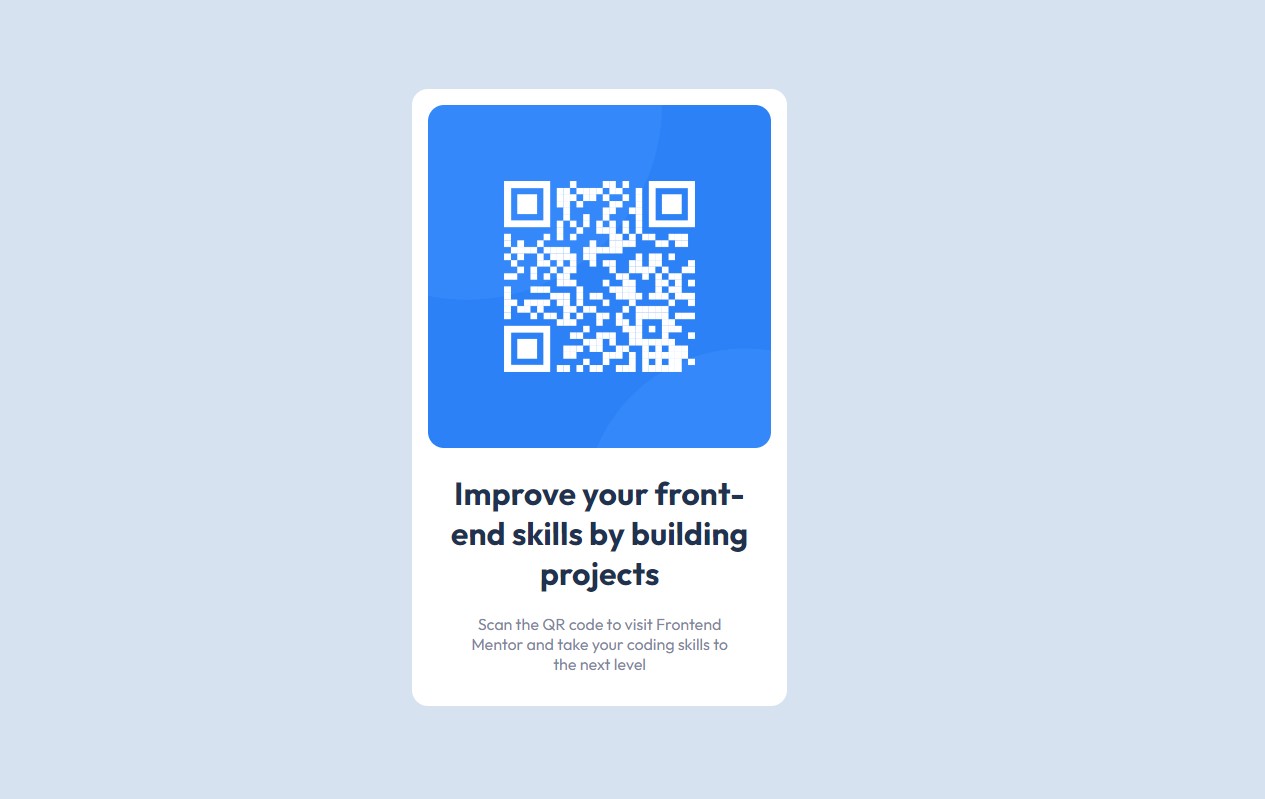 Improve your front-
end skills by building
projects
Scan the QR code to visit Frontend
Mentor and take your coding skills to
the next level